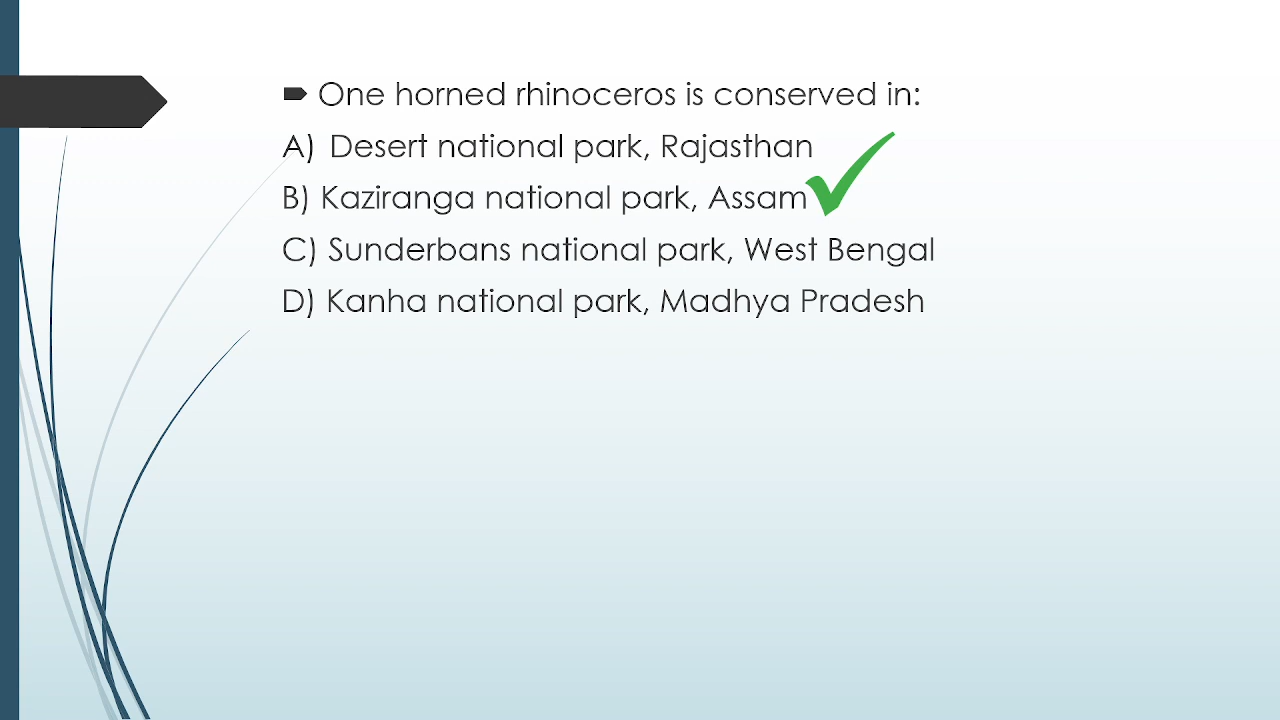 One horned rhinoceros is conserved in:
A) Desert national park, Rajasthan
B) Kaziranga national park, Assam
C) Sunderbans national park, West Bengal
D) Kanha national park, Madhya Pradesh